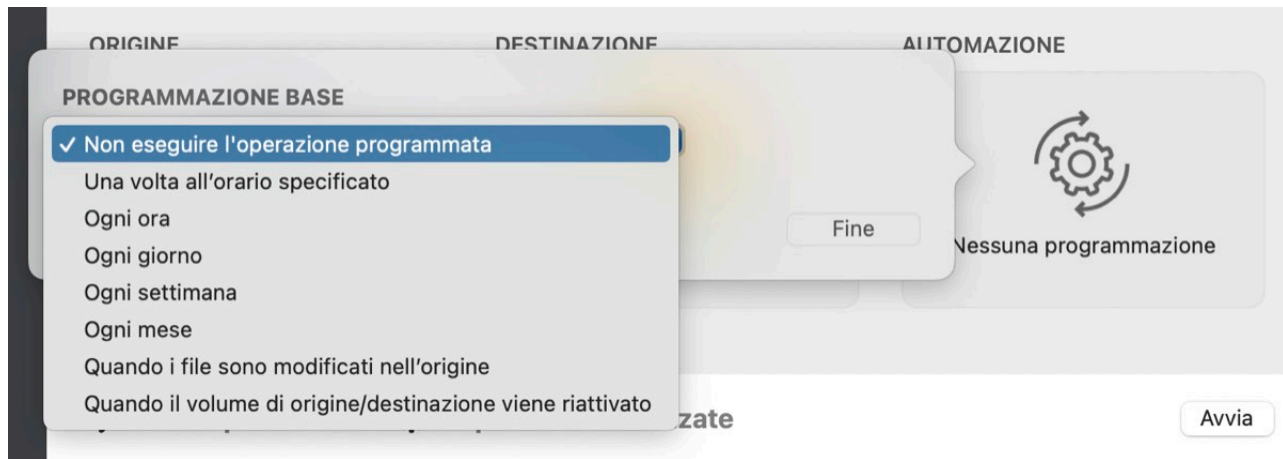 ORIGINE
DESTINAZIONE
AUTOMAZIONE
PROGRAMMAZIONE BASE
✓ Non eseguire l'operazione programmata
Una volta all’orario specificato
Ogni ora
Ogni giorno
Ogni settimana
Ogni mese
Quando i file sono modificati nell’origine
Quando il volume di origine/destinazione viene riattivato
Fine
Nessuna programmazione
Avvia